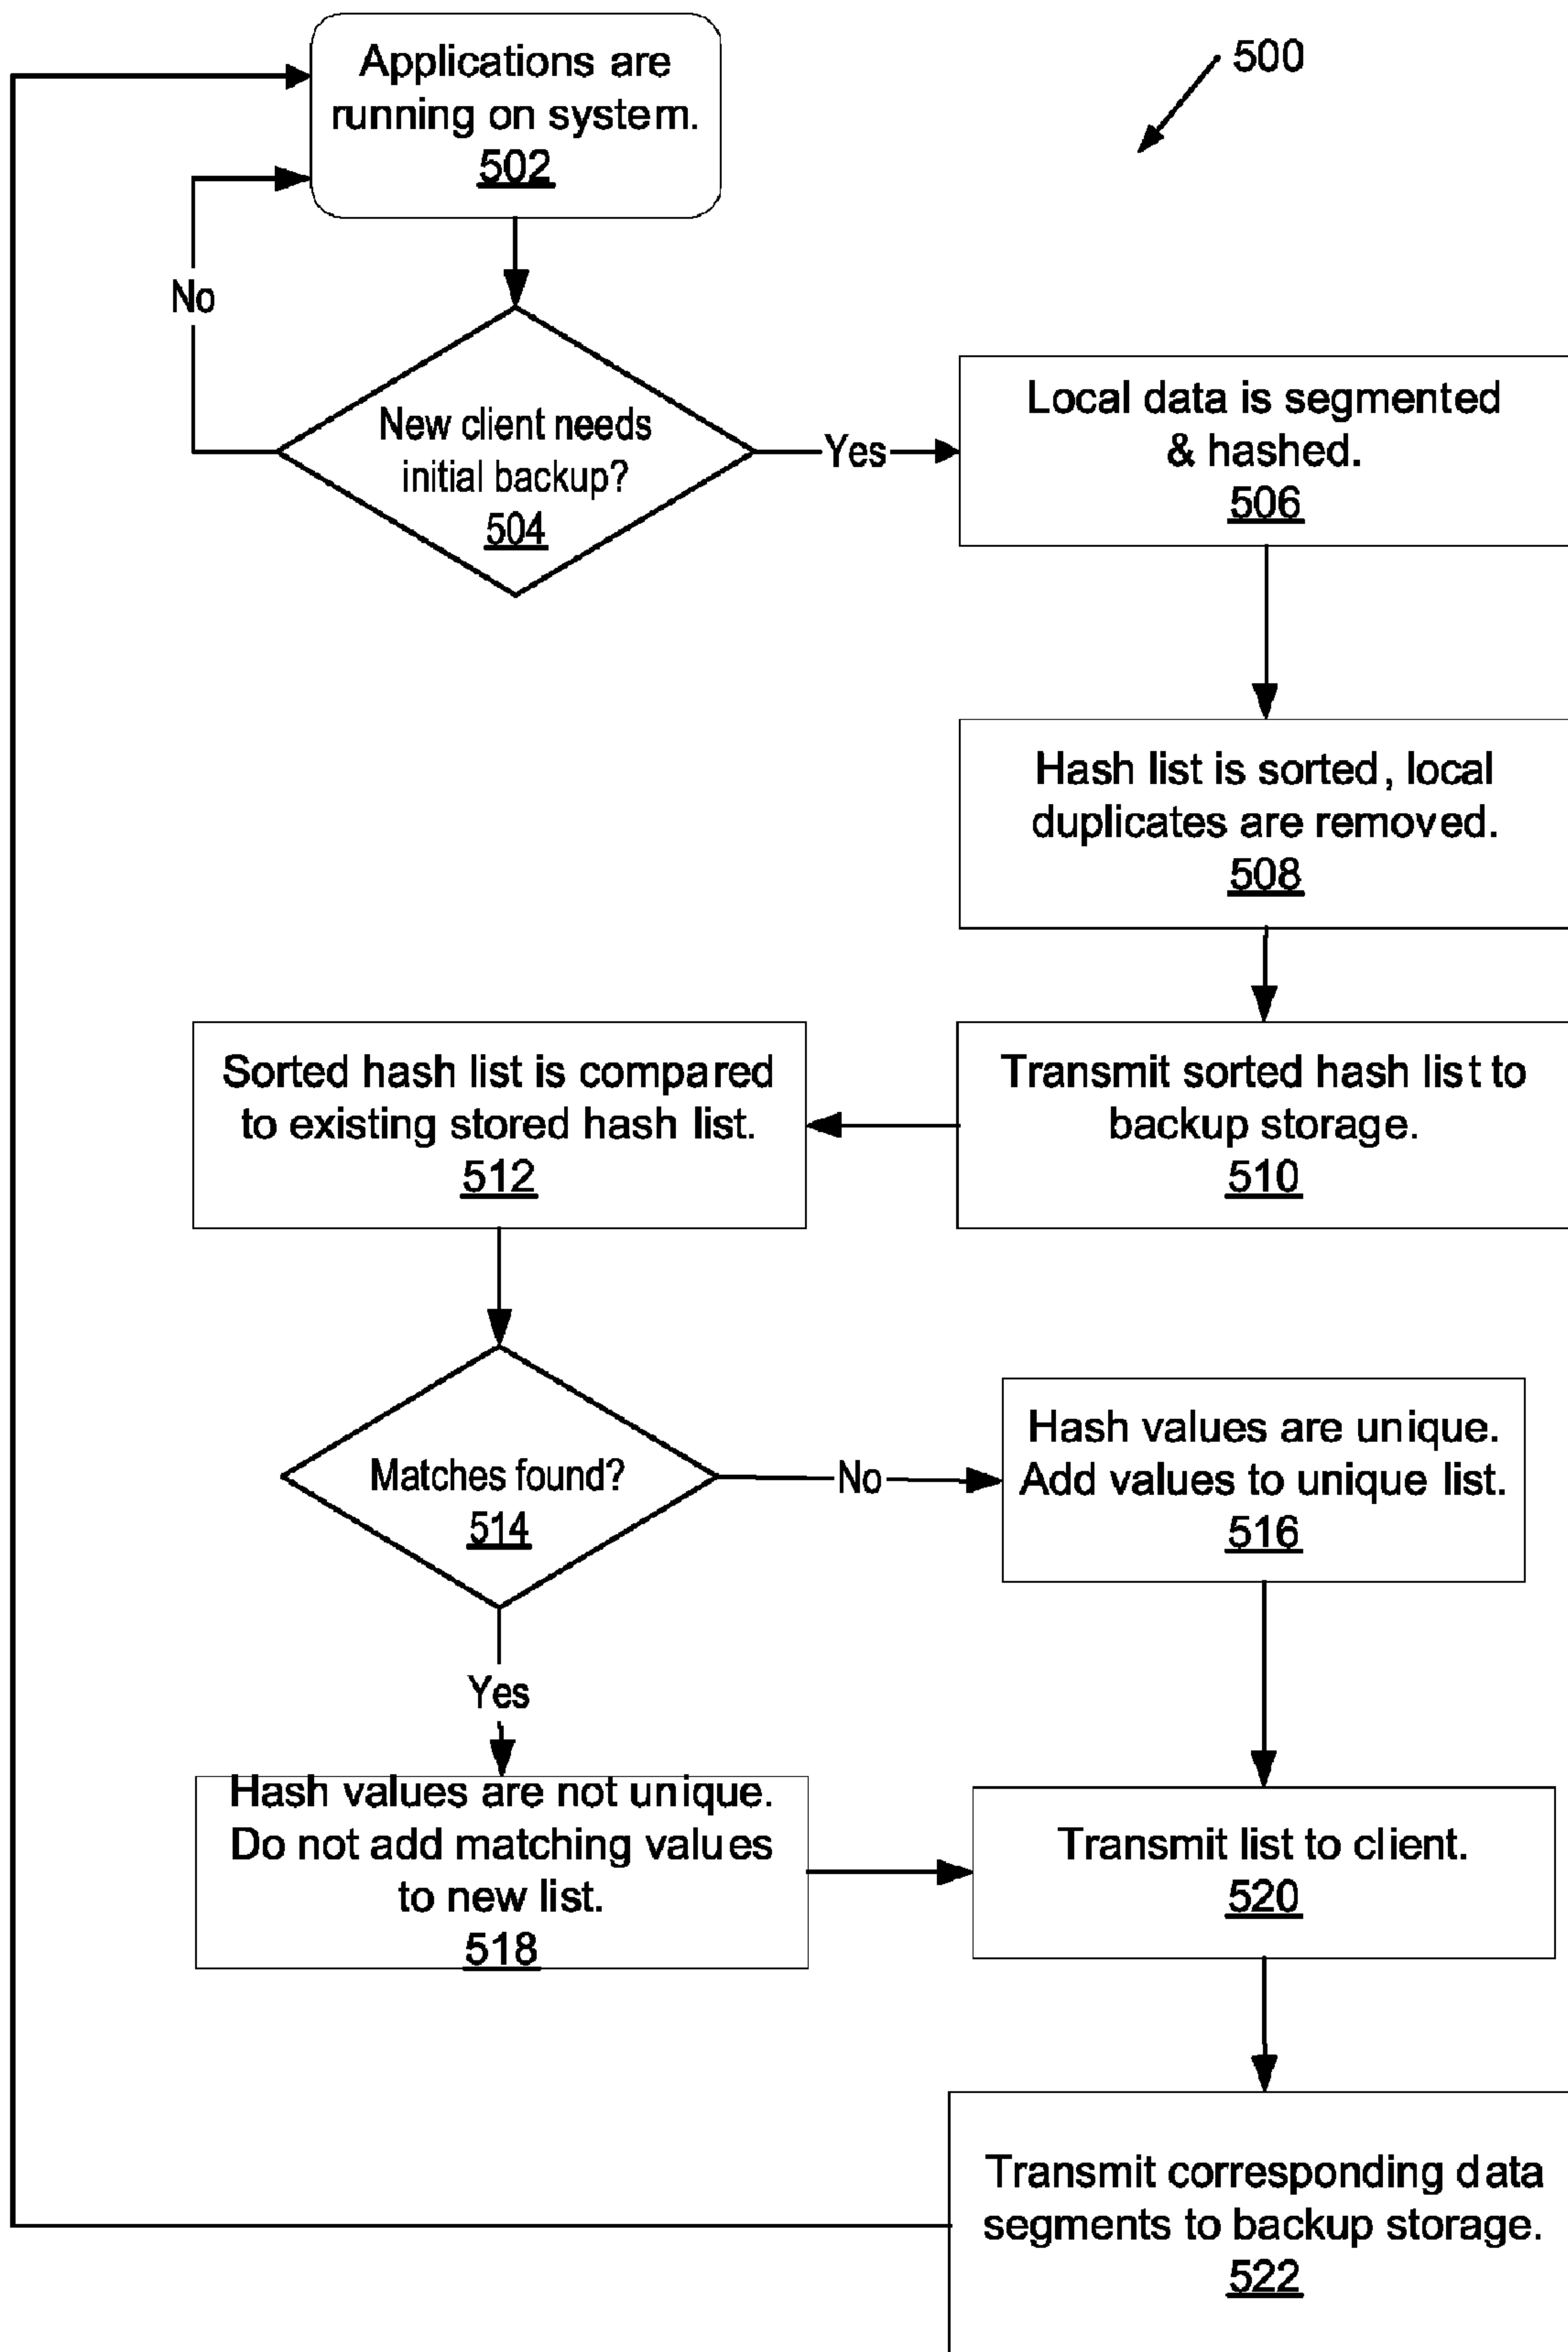 Applications are
running on system.
502
500
No
New client needs
initial backup?
504
Yes
Local data is segmented
& hashed.
506
Hash list is sorted, local
duplicates are removed.
508
Transmit sorted hash list to
backup storage.
510
Sorted hash list is compared
to existing stored hash list.
512
Matches found?
514
No
Hash values are unique.
Add values to unique list.
516
Yes
Hash values are not unique.
Do not add matching values
to new list.
518
Transmit list to client.
520
Transmit corresponding data
segments to backup storage.
522